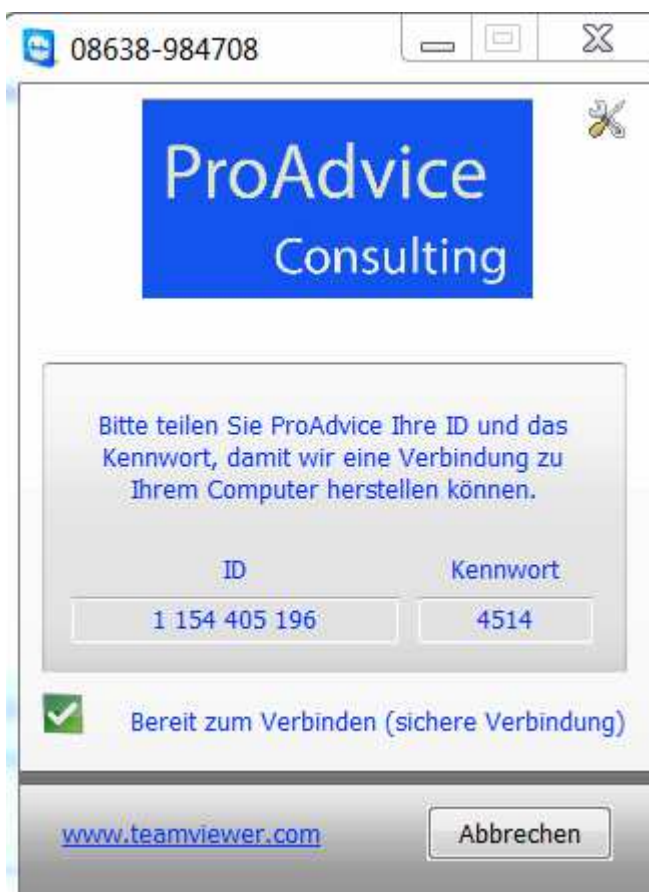 08638-984708
ProAdvice
Consulting
Bitte teilen Sie ProAdvice Ihre ID und das
Kennwort, damit wir eine Verbindung zu
Ihrem Computer herstellen können.
ID Kennwort
1 154 405 196 4514
Bereit zum Verbinden (sichere Verbindung)
www.teamviewer.com Abbrechen